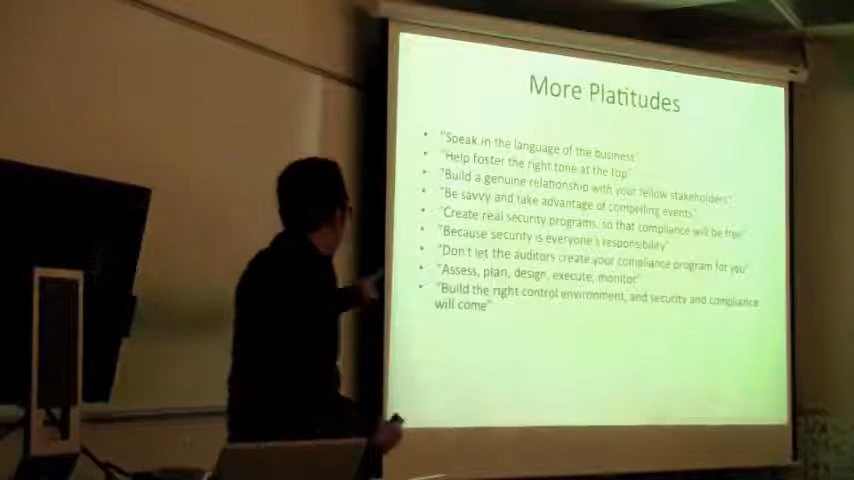 More Platitudes
• "Speak in the language of the business"
• "Help foster the right tone at the top"
• "Build a genuine relationship with your fellow stakeholders"
• "Be savvy and take advantage of compelling events"
• "Create real security programs, so that compliance will be free"
• "Because security is everyone's responsibility"
• "Don't let the auditors create your compliance program for you"
• "Assess, plan, design, execute, monitor"
• "Build the right control environment, and security and compliance
will come"